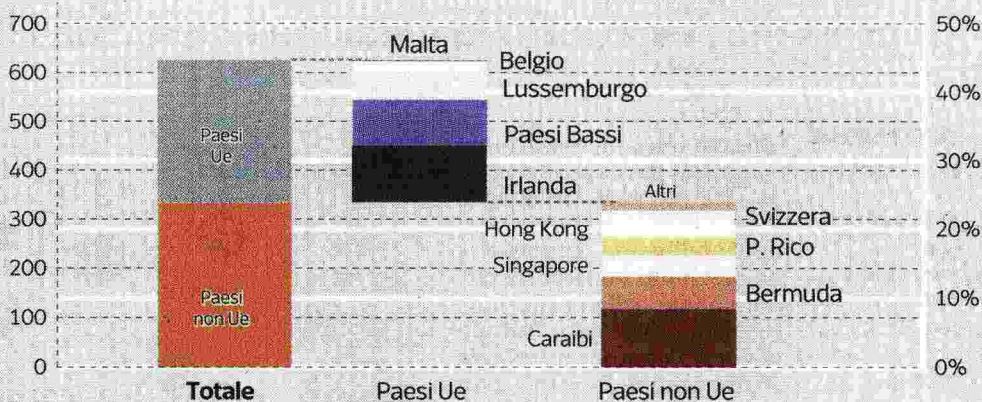 700
600
500
400
300
200
100
0
50%
40%
30%
20%
10%
0%
Paesi
Ue
Paesi
non Ue
Malta
Belgio
Lussemburgo
Paesi Bassi
Irlanda
Altri
Svizzera
Hong Kong
P. Rico
Singapore
Bermuda
Caraibi
Totale
Paesi Ue
Paesi non Ue